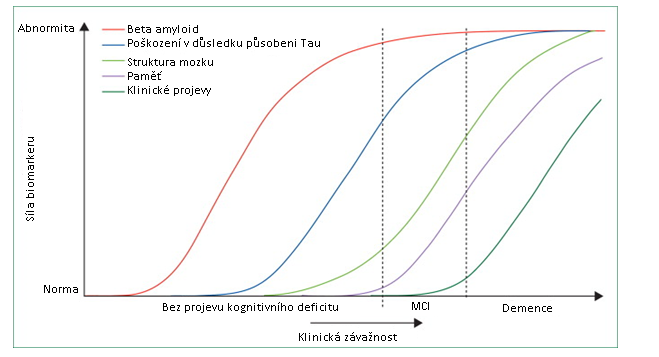 Abnormita
Beta amyloid
Poškození v důsledku působeni Tau
Struktura mozku
Paměť
Klinické projevy
Síla biomarkeru
Norma
Bez projevu kognitivního deficitu
MCI
Demence
Klinická závažnost